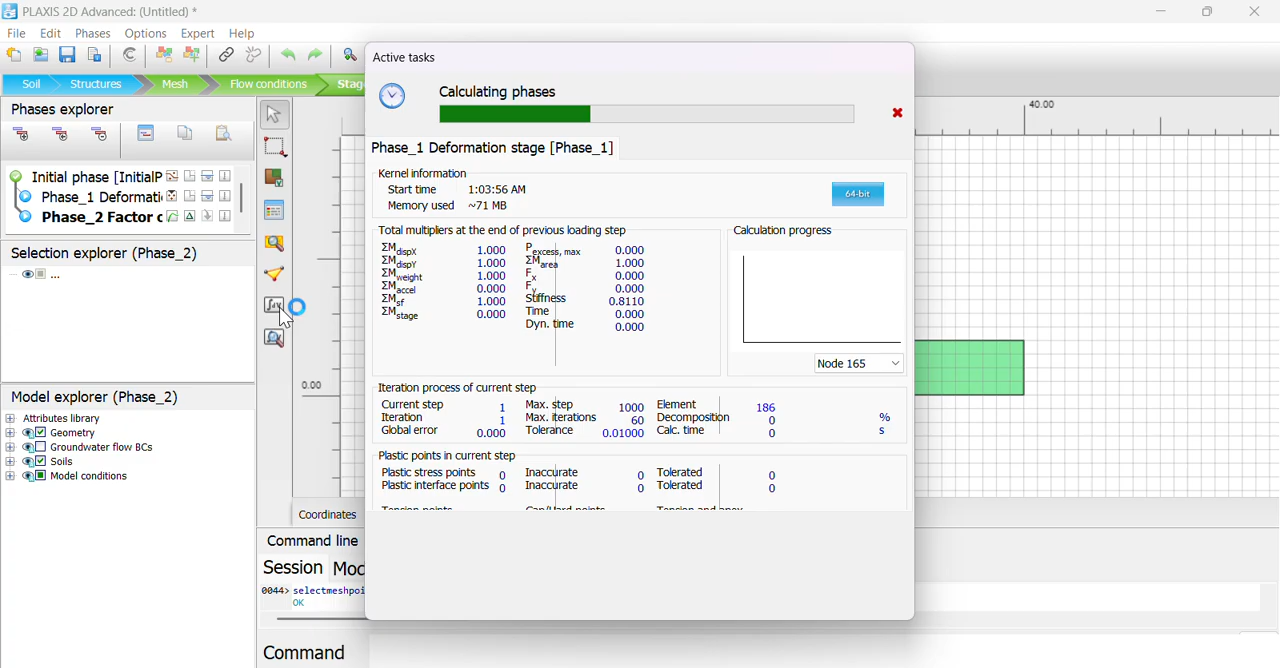 PLAXIS 2D Advanced: (Untitled) *
File Edit Phases Options Expert Help
Soil Structures Mesh Flow conditions
Phases explorer
Initial phase [InitialP
Phase_1 Deformati
Phase_2 Factor c
Selection explorer (Phase_2)
...
Model explorer (Phase_2)
Attributes library
Geometry
Groundwater flow BCs
Soils
Model conditions
40.00
0.00
Coordinates
Command line
Session
0044> selectmeshpoi
OK
Command
Active tasks
Calculating phases
Phase_1 Deformation stage [Phase_1]
Kernel information
Start time 1:03:56 AM
Memory used ~71 MB
64-bit
Total multipliers at the end of previous loading step
ΣMdispX 1.000 Pexcess, max 0.000
ΣMdispY 1.000 ΣMarea 1.000
ΣMweight 1.000 Fx 0.000
ΣMaccel 0.000 Fy 0.000
ΣMsf 1.000 Stiffness 0.8110
ΣMstage 0.000 Time 0.000
Dyn. time 0.000
Calculation progress
Node 165
Iteration process of current step
Current step 1 Max. step 1000 Element 186
Iteration 1 Max. iterations 60 Decomposition 0 %
Global error 0.000 Tolerance 0.01000 Calc. time 0 s
Plastic points in current step
Plastic stress points 0 Inaccurate 0 Tolerated 0
Plastic interface points 0 Inaccurate 0 Tolerated 0